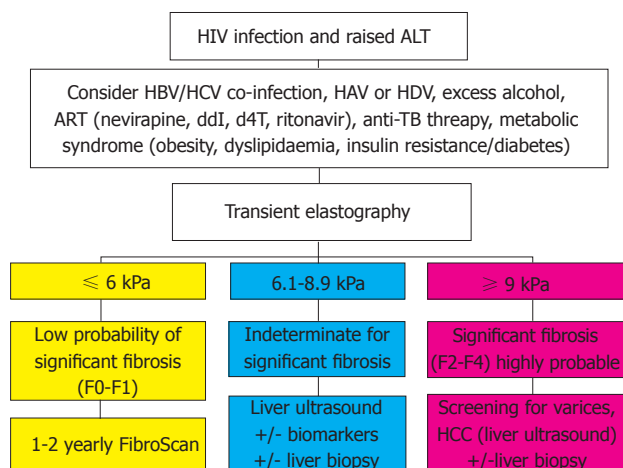 HIV infection and raised ALT
Consider HBV/HCV co-infection, HAV or HDV, excess alcohol,
ART (nevirapine, ddI, d4T, ritonavir), anti-TB threapy, metabolic
syndrome (obesity, dyslipidaemia, insulin resistance/diabetes)
Transient elastography
≤ 6 kPa
6.1-8.9 kPa
≥ 9 kPa
Low probability of
significant fibrosis
(F0-F1)
Indeterminate for
significant fibrosis
Significant fibrosis
(F2-F4) highly probable
1-2 yearly FibroScan
Liver ultrasound
+/- biomarkers
+/- liver biopsy
Screening for varices,
HCC (liver ultrasound)
+/-liver biopsy